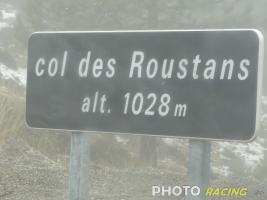 col des Roustans
alt. 1028 m
PHOTO RACING